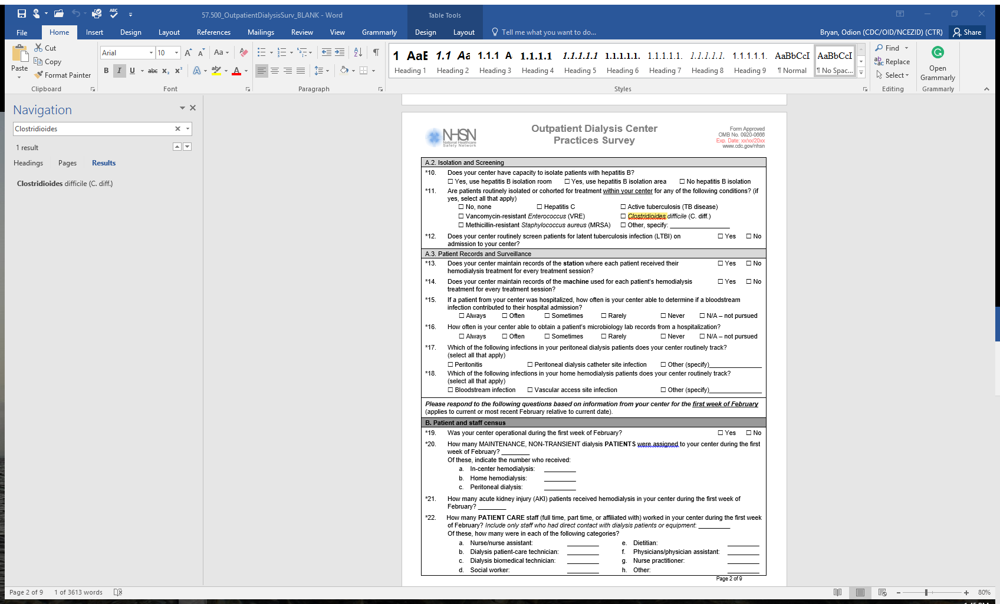 57.500_OutpatientDialysisSurv_BLANK - Word
Table Tools
File Home Insert Design Layout References Mailings Review View Grammarly Design Layout Tell me what you want to do... Bryan, Odion (CDC/OID/NCEZID) (CTR) Share
Paste
Cut
Copy
Format Painter
Clipboard
Arial 10
Font
Paragraph
1 AaB 1.1 Aa 1.1.1 A 1.1.1.1 1.1.1.1.1 1.1.1.1.1. 1.1.1.1.1. 1.1.1.1.1. 1.1.1.1.1. AaBbCcI AaBbCcI
Heading 1 Heading 2 Heading 3 Heading 4 Heading 5 Heading 6 Heading 7 Heading 8 Heading 9 ¶ Normal ¶ No Spac...
Styles
Find
Replace
Select
Editing
Open
Grammarly
Grammarly
Navigation
Clostridioides
1 result
Headings Pages Results
Clostridioides difficile (C. diff.)
NHSN
National Healthcare
Safety Network
Outpatient Dialysis Center
Practices Survey
Form Approved
OMB No. 0920-0666
Exp. Date: xx/xx/20xx
www.cdc.gov/nhsn
A.2. Isolation and Screening
*10. Does your center have capacity to isolate patients with hepatitis B?
☐ Yes, use hepatitis B isolation room ☐ Yes, use hepatitis B isolation area ☐ No hepatitis B isolation
*11. Are patients routinely isolated or cohorted for treatment within your center for any of the following conditions? (if
yes, select all that apply)
☐ No, none ☐ Hepatitis C ☐ Active tuberculosis (TB disease)
☐ Vancomycin-resistant Enterococcus (VRE) ☐ Clostridioides difficile (C. diff.)
☐ Methicillin-resistant Staphylococcus aureus (MRSA) ☐ Other, specify: ________
*12. Does your center routinely screen patients for latent tuberculosis infection (LTBI) on ☐ Yes ☐ No
admission to your center?
A.3. Patient Records and Surveillance
*13. Does your center maintain records of the station where each patient received their ☐ Yes ☐ No
hemodialysis treatment for every treatment session?
*14. Does your center maintain records of the machine used for each patient's hemodialysis ☐ Yes ☐ No
treatment for every treatment session?
*15. If a patient from your center was hospitalized, how often is your center able to determine if a bloodstream
infection contributed to their hospital admission?
☐ Always ☐ Often ☐ Sometimes ☐ Rarely ☐ Never ☐ N/A – not pursued
*16. How often is your center able to obtain a patient's microbiology lab records from a hospitalization?
☐ Always ☐ Often ☐ Sometimes ☐ Rarely ☐ Never ☐ N/A – not pursued
*17. Which of the following infections in your peritoneal dialysis patients does your center routinely track?
(select all that apply)
☐ Peritonitis ☐ Peritoneal dialysis catheter site infection ☐ Other (specify)________
*18. Which of the following infections in your home hemodialysis patients does your center routinely track?
(select all that apply)
☐ Bloodstream infection ☐ Vascular access site infection ☐ Other (specify)________
Please respond to the following questions based on information from your center for the first week of February
(applies to current or most recent February relative to current date).
B. Patient and staff census
*19. Was your center operational during the first week of February? ☐ Yes ☐ No
*20. How many MAINTENANCE, NON-TRANSIENT dialysis PATIENTS were assigned to your center during the first
week of February? ________
Of these, indicate the number who received:
a. In-center hemodialysis: ________
b. Home hemodialysis: ________
c. Peritoneal dialysis: ________
*21. How many acute kidney injury (AKI) patients received hemodialysis in your center during the first week of
February? ________
*22. How many PATIENT CARE staff (full time, part time, or affiliated with) worked in your center during the first week
of February? Include only staff who had direct contact with dialysis patients or equipment: ________
Of these, how many were in each of the following categories?
a. Nurse/nurse assistant: ________ e. Dietitian: ________
b. Dialysis patient-care technician: ________ f. Physicians/physician assistant: ________
c. Dialysis biomedical technician: ________ g. Nurse practitioner: ________
d. Social worker: ________ h. Other: ________
Page 2 of 9
Page 2 of 9 1 of 3613 words 80%